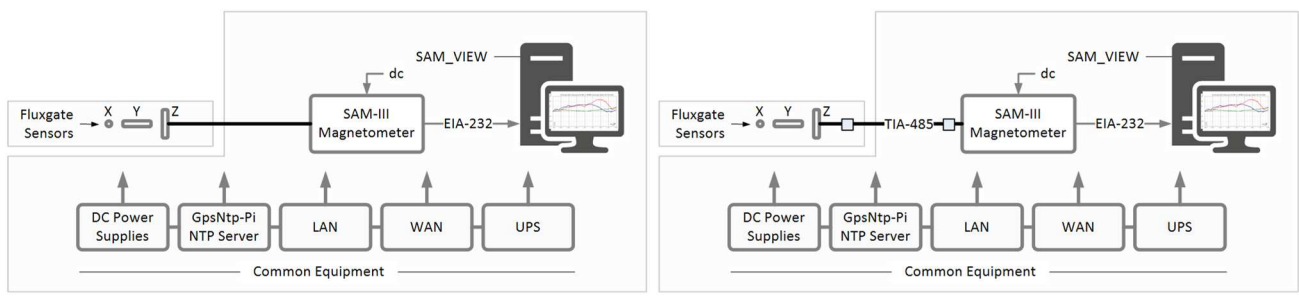 SAM_VIEW
dc
Fluxgate
Sensors
X Y Z
SAM-III
Magnetometer
EIA-232
DC Power
Supplies
GpsNtp-Pi
NTP Server
LAN
WAN
UPS
Common Equipment
SAM_VIEW
dc
Fluxgate
Sensors
X Y Z
TIA-485
SAM-III
Magnetometer
EIA-232
DC Power
Supplies
GpsNtp-Pi
NTP Server
LAN
WAN
UPS
Common Equipment